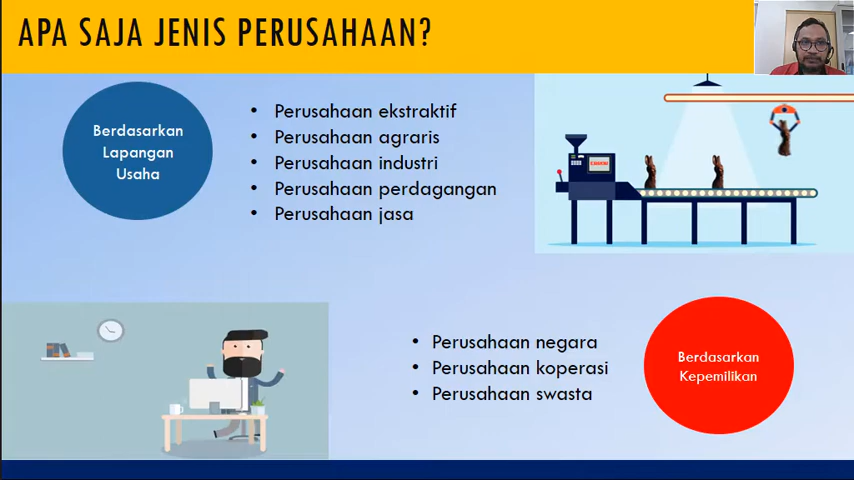 APA SAJA JENIS PERUSAHAAN?
Berdasarkan
Lapangan
Usaha
• Perusahaan ekstraktif
• Perusahaan agraris
• Perusahaan industri
• Perusahaan perdagangan
• Perusahaan jasa
• Perusahaan negara
• Perusahaan koperasi
• Perusahaan swasta
Berdasarkan
Kepemilikan